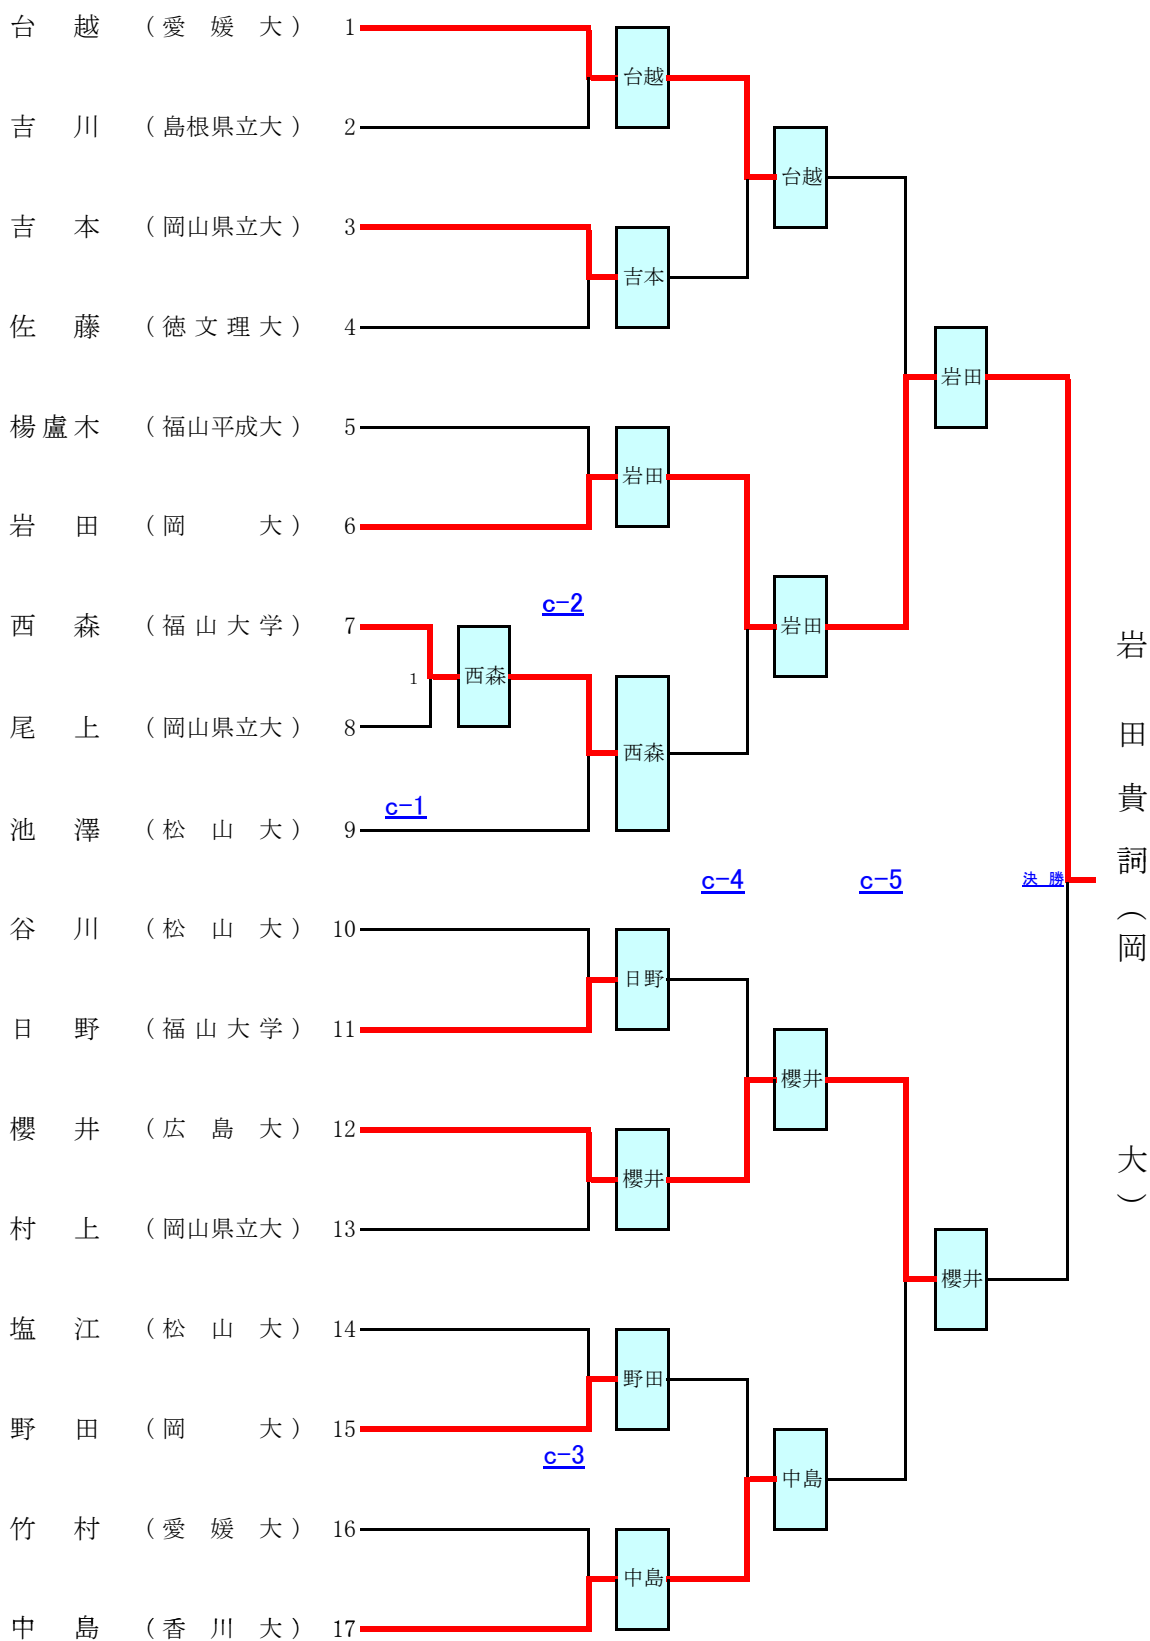 台越 (愛媛大) 1
台越
吉川 (島根県立大) 2
台越
吉本 (岡山県立大) 3
吉本
佐藤 (徳文理大) 4
岩田
楊盧木 (福山平成大) 5
岩田
岩田 (岡大) 6
c-2
西森 (福山大学) 7
岩田
1
西森
尾上 (岡山県立大) 8
西森
c-1
池澤 (松山大) 9
c-4
c-5
決勝
岩田貴詞(岡大)
谷川 (松山大) 10
日野
日野 (福山大学) 11
櫻井
櫻井 (広島大) 12
櫻井
村上 (岡山県立大) 13
櫻井
塩江 (松山大) 14
野田
野田 (岡大) 15
c-3
中島
竹村 (愛媛大) 16
中島
中島 (香川大) 17